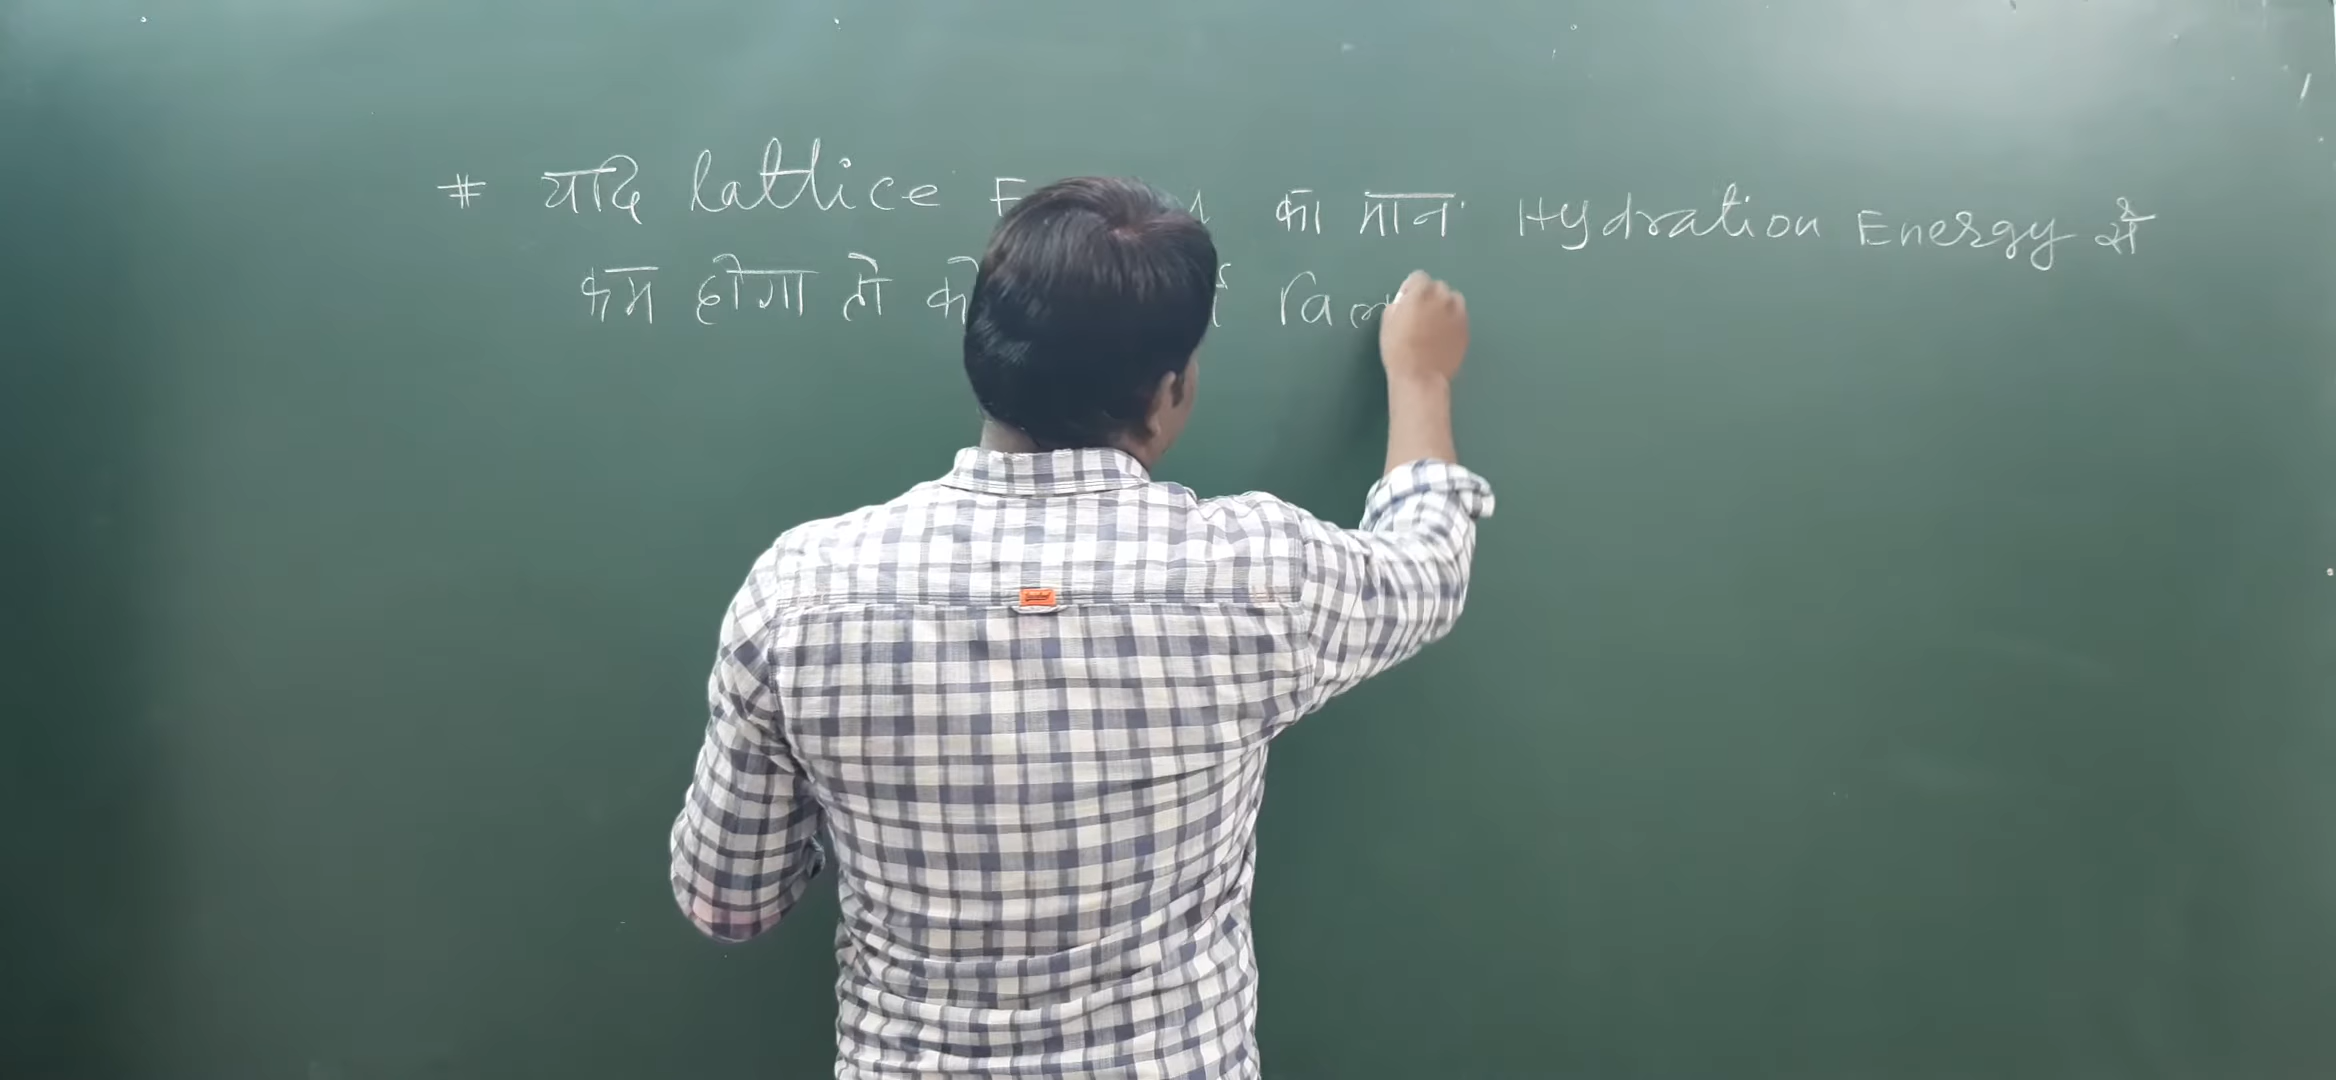 # यदि lattice का मान Hydration Energy से
कम होगा तो